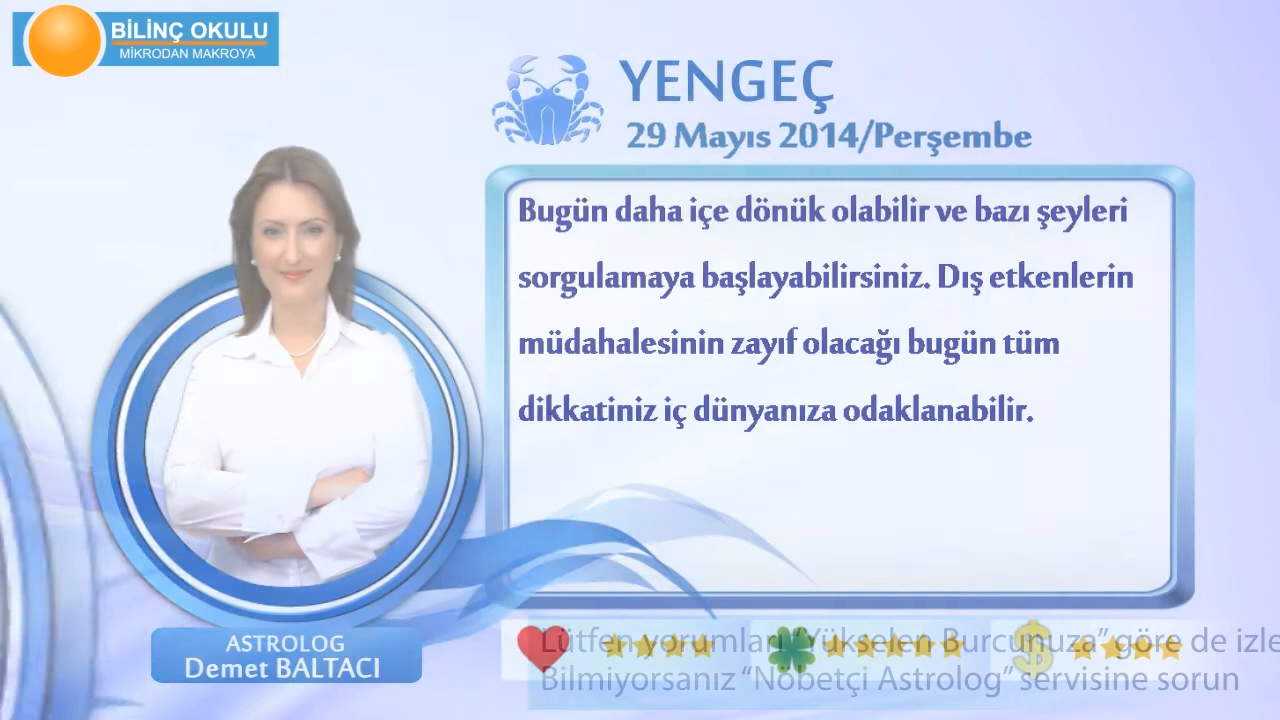 BİLİNÇ OKULU
MİKRODAN MAKROYA
YENGEÇ
29 Mayıs 2014/Perşembe
Bugün daha içe dönük olabilir ve bazı şeyleri
sorgulamaya başlayabilirsiniz. Dış etkenlerin
müdahalesinin zayıf olacağı bugün tüm
dikkatiniz iç dünyanıza odaklanabilir.
ASTROLOG
Demet BALTACI
Lütfen yorumları "Yükselen Burcunuza" göre de izle
Bilmiyorsanız "Nöbetçi Astrolog" servisine sorun